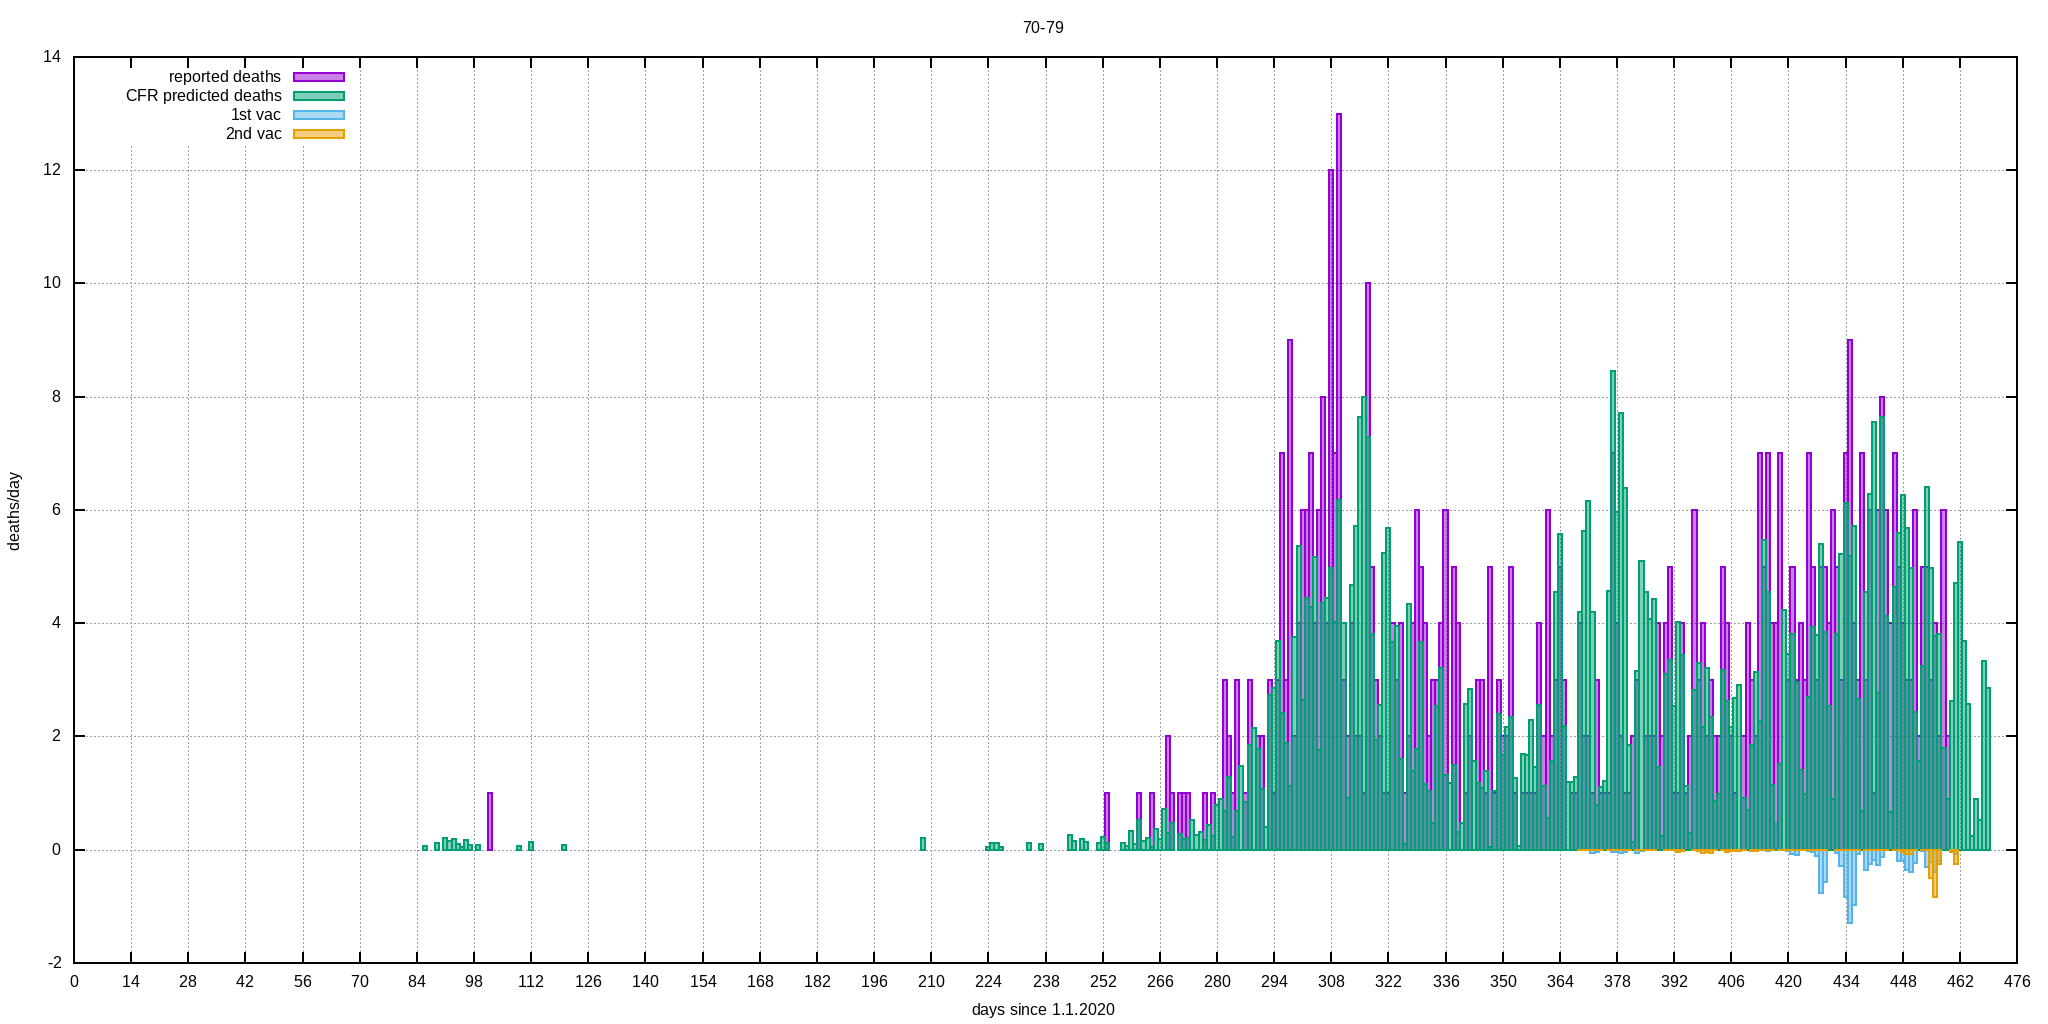 70-79
14
reported deaths
CFR predicted deaths
1st vac
2nd vac
12
10
8
6
4
2
0
-2
deaths/day
0 14 28 42 56 70 84 98 112 126 140 154 168 182 196 210 224 238 252 266 280 294 308 322 336 350 364 378 392 406 420 434 448 462 476
days since 1.1.2020